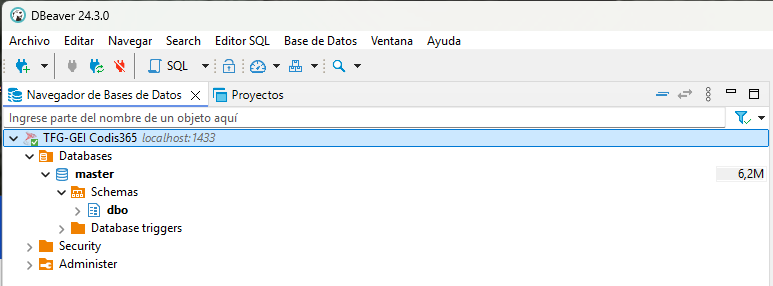 DBeaver 24.3.0
Archivo Editar Navegar Search Editor SQL Base de Datos Ventana Ayuda
SQL
Navegador de Bases de Datos Proyectos
Ingrese parte del nombre de un objeto aquí
TFG-GEI Codis365 localhost:1433
Databases
master 6,2M
Schemas
dbo
Database triggers
Security
Administer